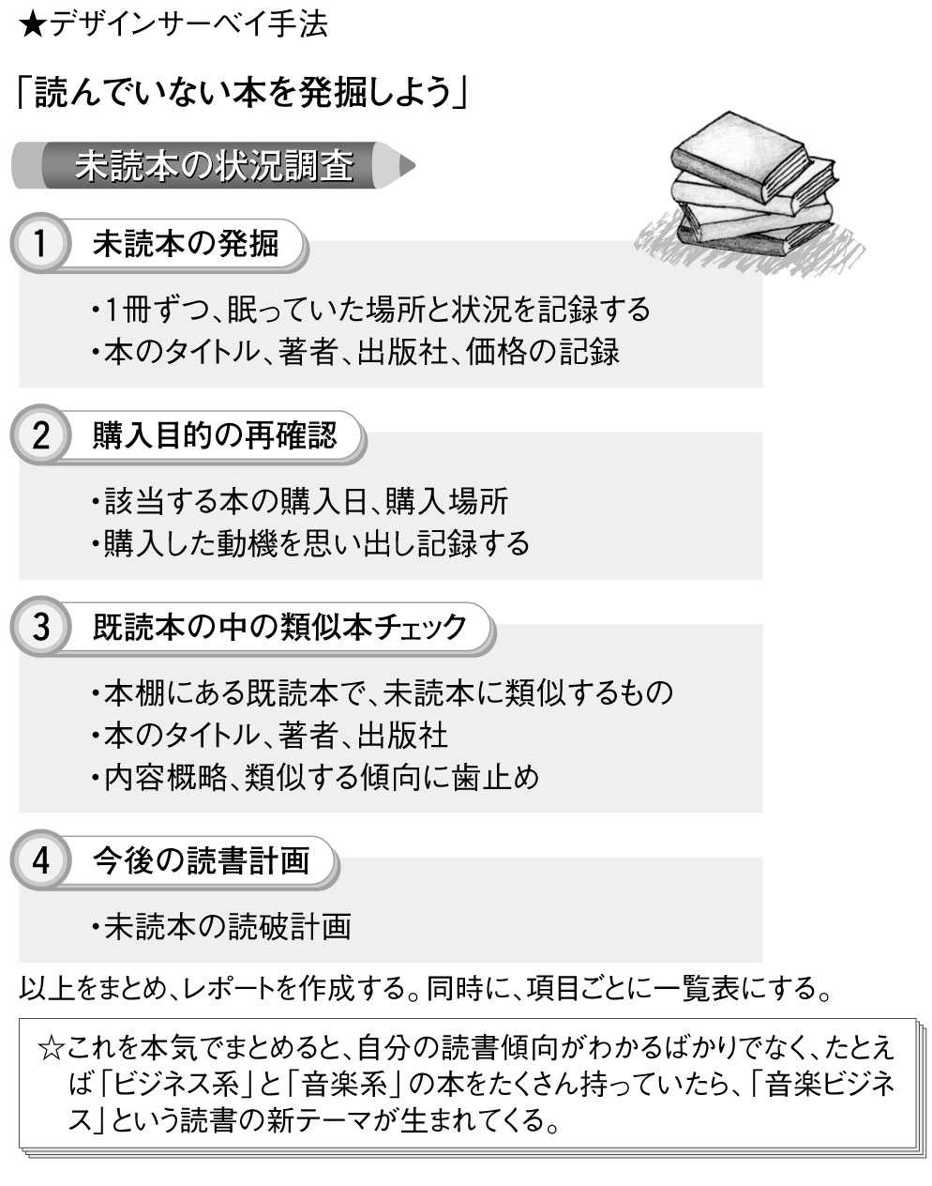 ★デザインサーベイ手法
「読んでいない本を発掘しよう」
未読本の状況調査
1 未読本の発掘
・1冊ずつ、眠っていた場所と状況を記録する
・本のタイトル、著者、出版社、価格の記録
2 購入目的の再確認
・該当する本の購入日、購入場所
・購入した動機を思い出し記録する
3 既読本の中の類似本チェック
・本棚にある既読本で、未読本に類似するもの
・本のタイトル、著者、出版社
・内容概略、類似する傾向に歯止め
4 今後の読書計画
・未読本の読破計画
以上をまとめ、レポートを作成する。同時に、項目ごとに一覧表にする。
☆これを本気でまとめると、自分の読書傾向がわかるばかりでなく、たとえ
ば「ビジネス系」と「音楽系」の本をたくさん持っていたら、「音楽ビジネ
ス」という読書の新テーマが生まれてくる。